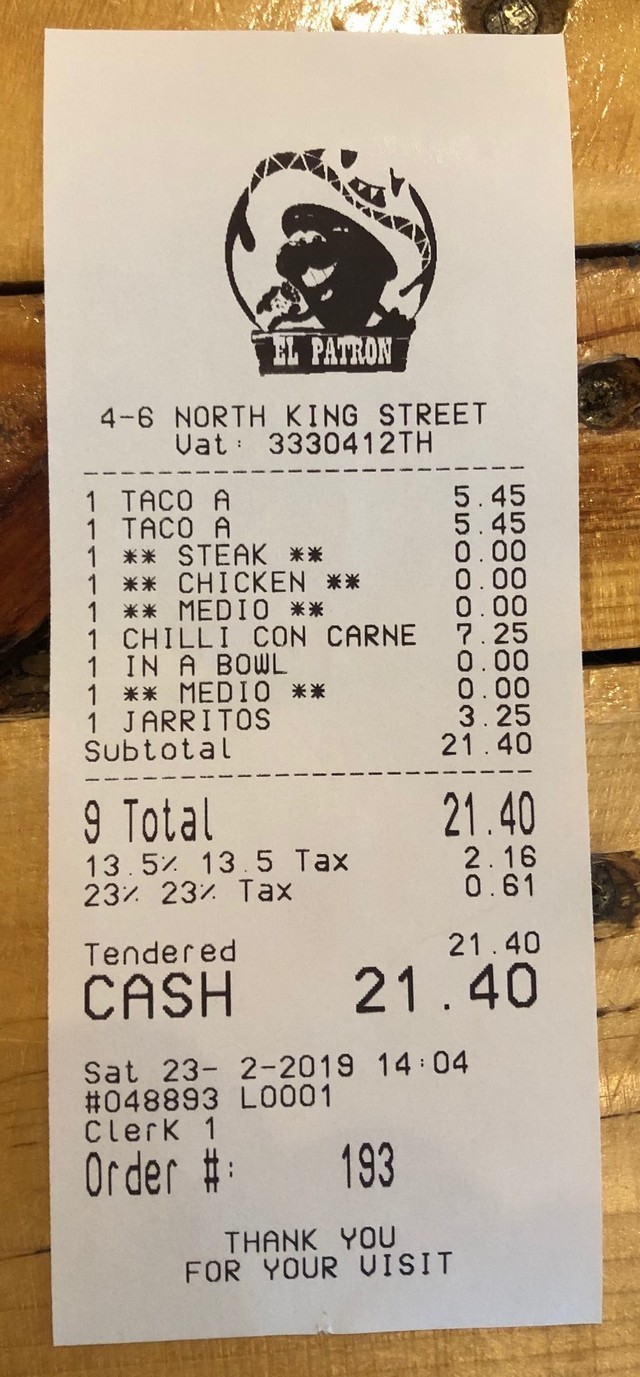 EL PATRON
4-6 NORTH KING STREET
Vat: 3330412TH
1 TACO A 5.45
1 TACO A 5.45
1 ** STEAK ** 0.00
1 ** CHICKEN ** 0.00
1 ** MEDIO ** 0.00
1 CHILLI CON CARNE 7.25
1 IN A BOWL 0.00
1 ** MEDIO ** 0.00
1 JARRITOS 3.25
Subtotal 21.40
9 Total 21.40
13.5% 13.5 Tax 2.16
23% 23% Tax 0.61
Tendered 21.40
CASH 21.40
Sat 23- 2-2019 14:04
#048893 L0001
Clerk 1
Order #: 193
THANK YOU
FOR YOUR VISIT